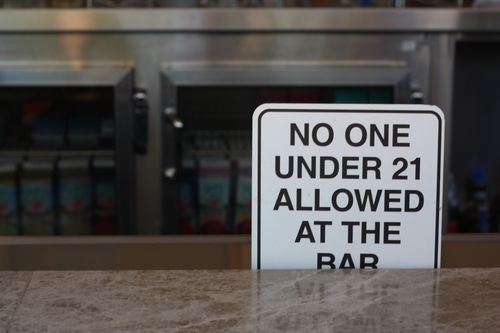 NO ONE
UNDER 21
ALLOWED
AT THE
BAR